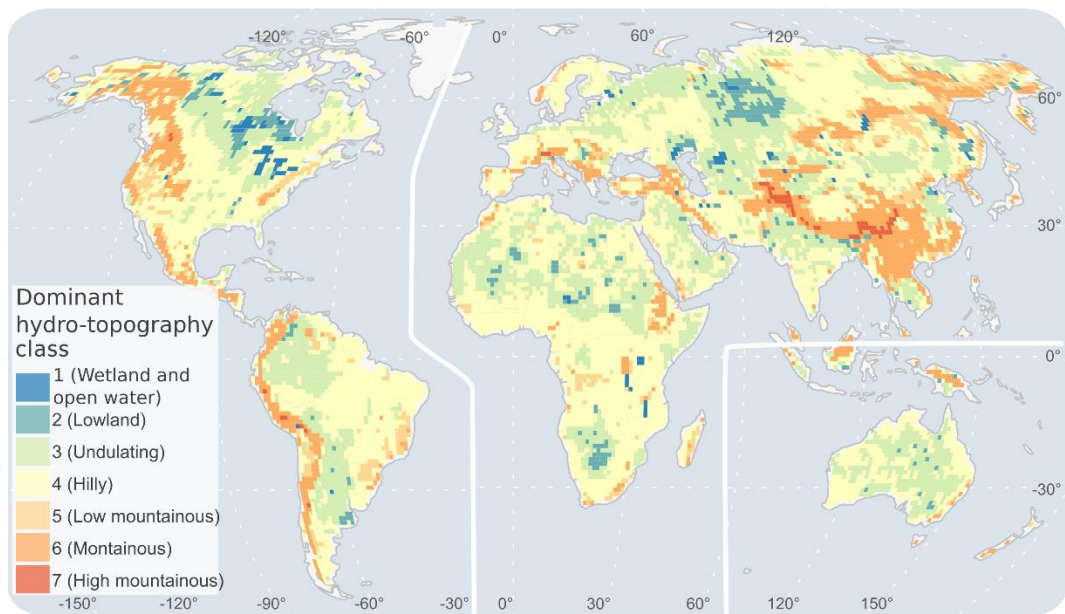 -120° -60° 0° 60° 120°
60°
30°
0°
-30°
Dominant
hydro-topography
class
1 (Wetland and
open water)
2 (Lowland)
3 (Undulating)
4 (Hilly)
5 (Low mountainous)
6 (Montainous)
7 (High mountainous)
-150° -120° -90° -60° -30° 0° 30° 60° 120° 150°